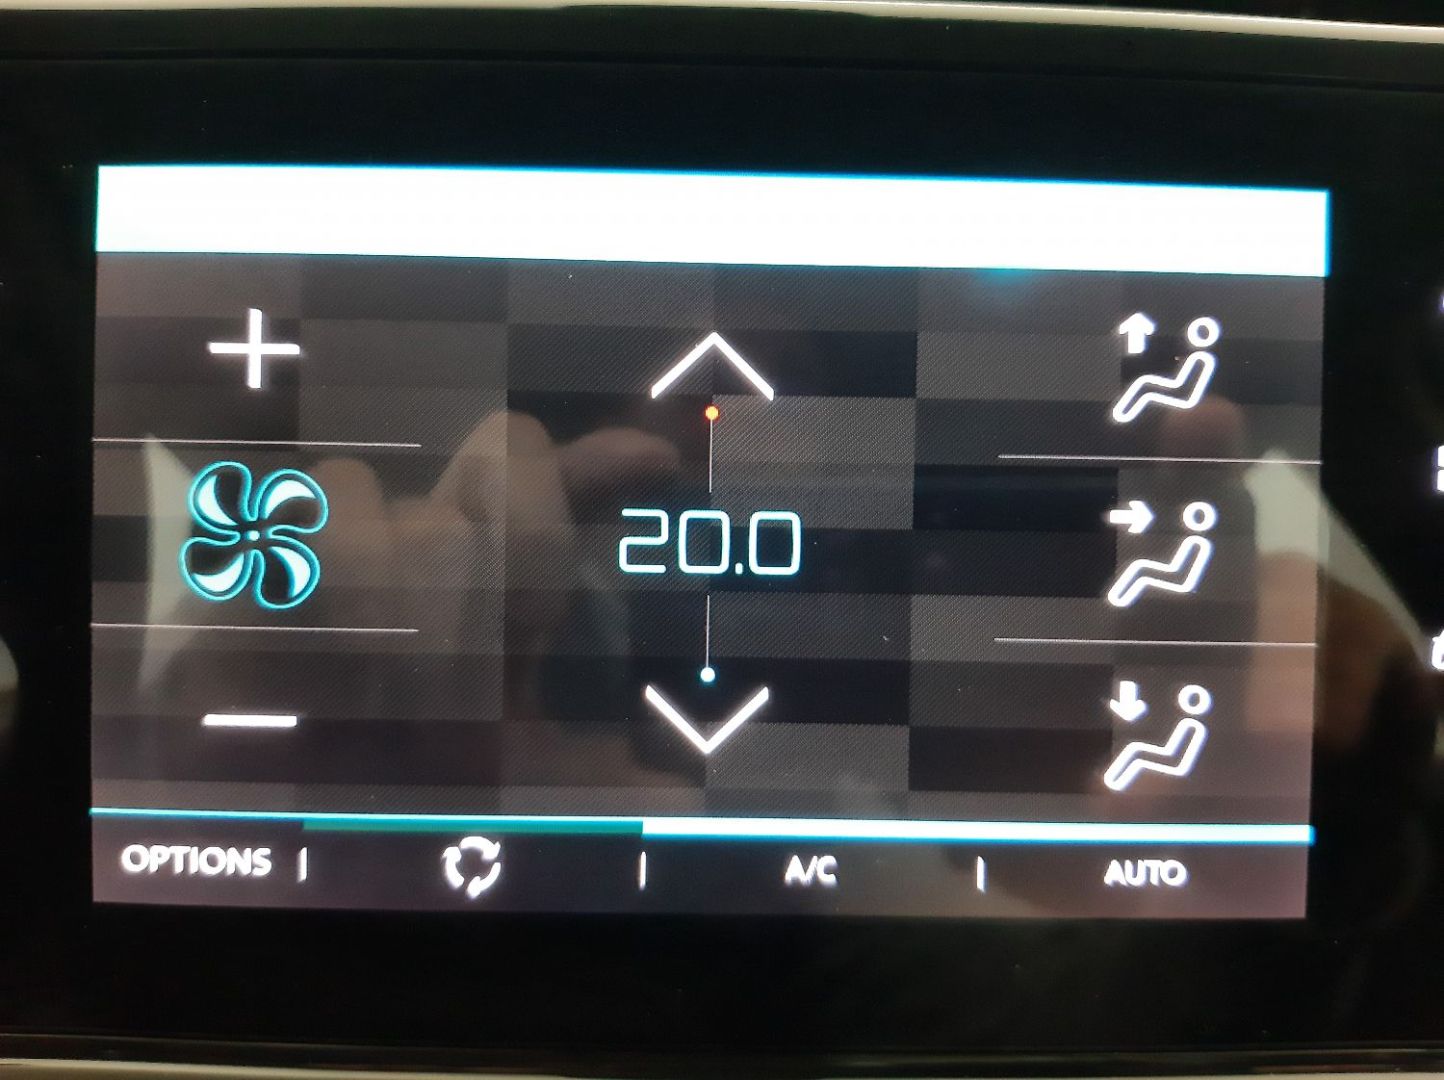 20.0
OPTIONS | | A/C | AUTO